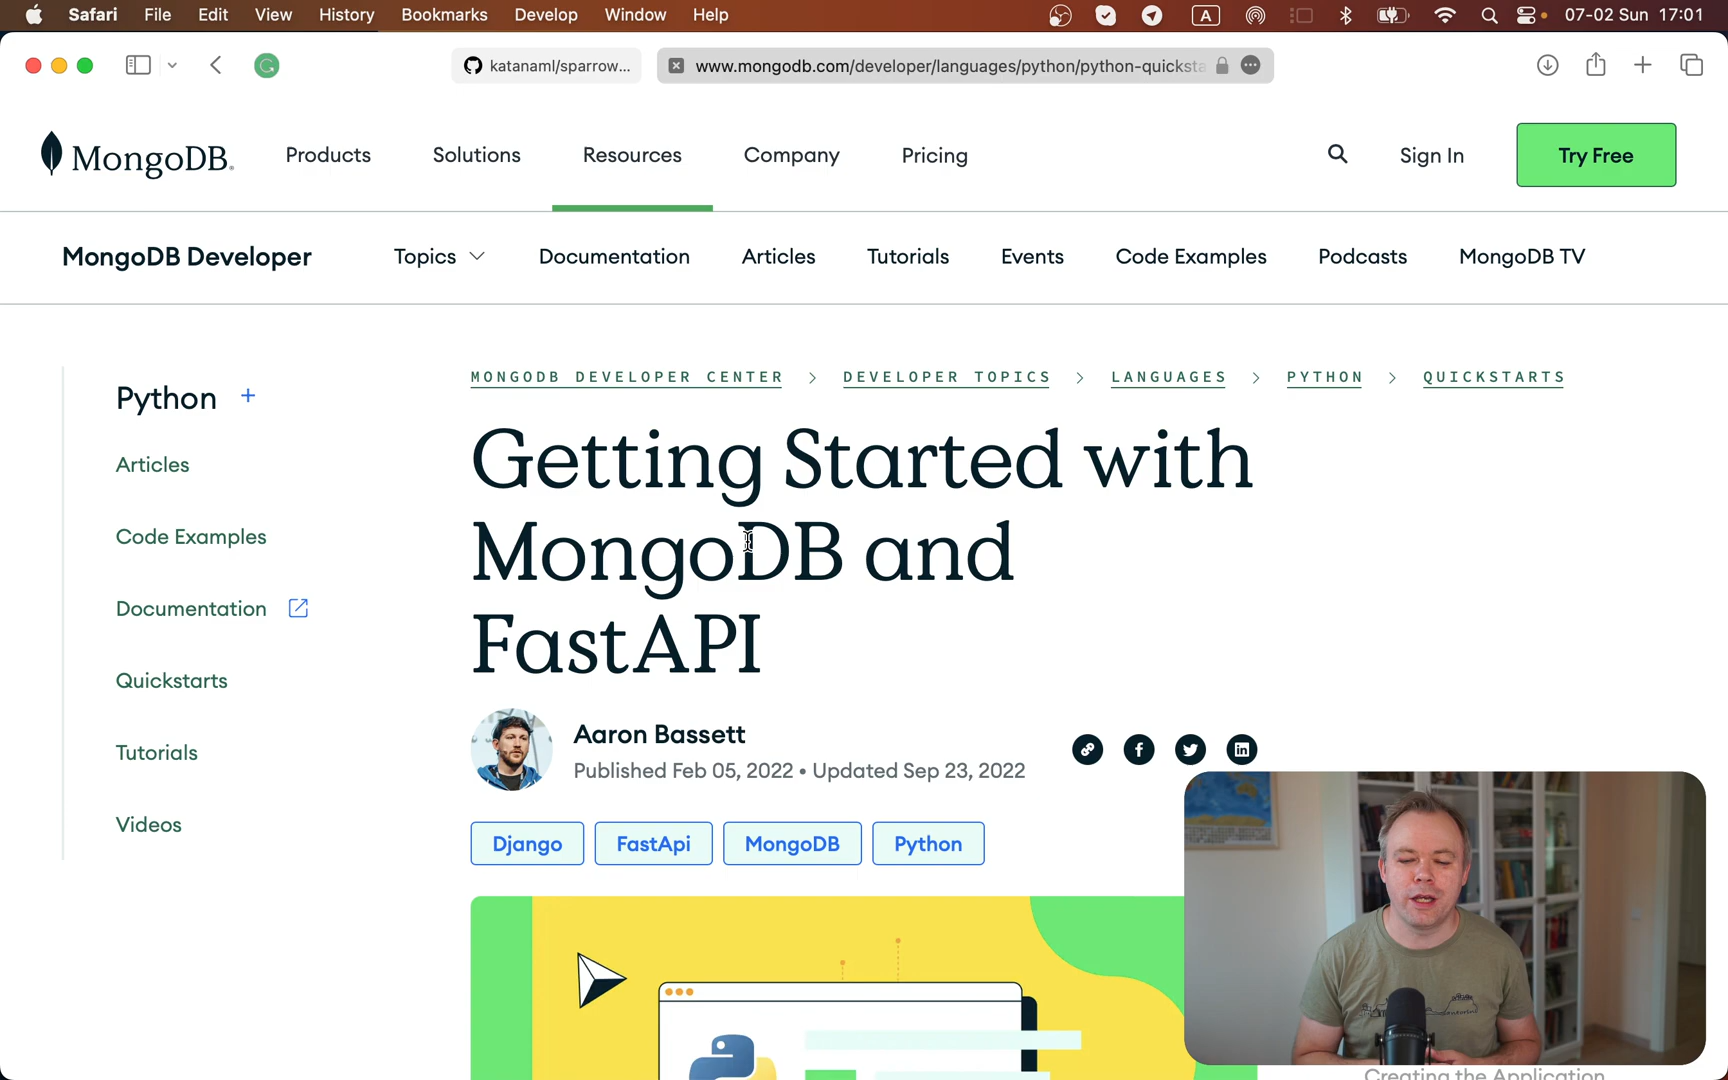 Safari File Edit View History Bookmarks Develop Window Help
A
07-02 Sun 17:01
katanaml/sparrow...
www.mongodb.com/developer/languages/python/python-quicksta
MongoDB.
Products
Solutions
Resources
Company
Pricing
Sign In
Try Free
MongoDB Developer
Topics
Documentation
Articles
Tutorials
Events
Code Examples
Podcasts
MongoDB TV
Python +
Articles
Code Examples
Documentation
Quickstarts
Tutorials
Videos
MONGODB DEVELOPER CENTER > DEVELOPER TOPICS > LANGUAGES > PYTHON > QUICKSTARTS
Getting Started with
MongoDB and
FastAPI
Aaron Bassett
Published Feb 05, 2022 • Updated Sep 23, 2022
Django
FastApi
MongoDB
Python
Creating the Application